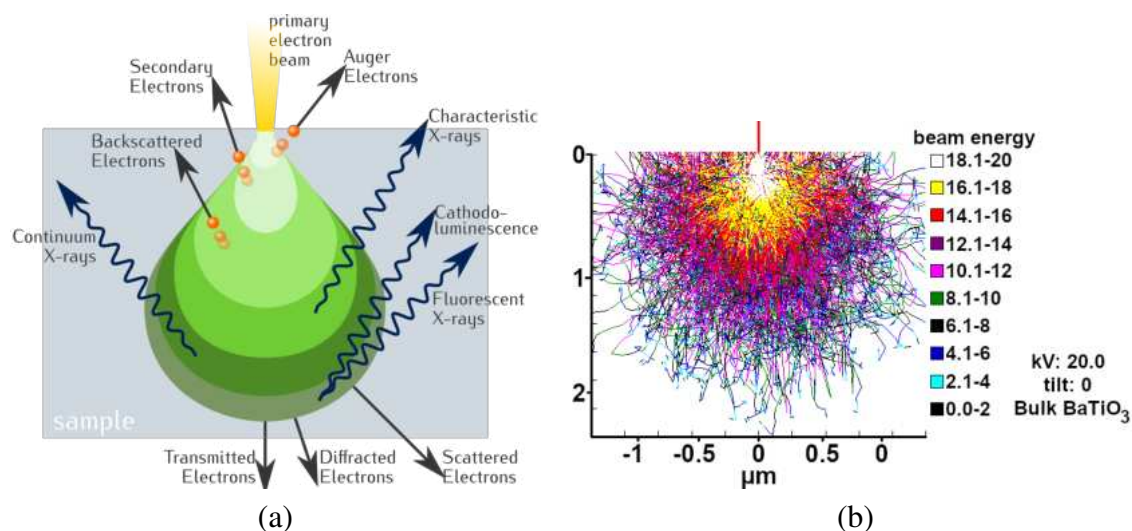 primary
electron
beam
Secondary
Electrons
Auger
Electrons
Backscattered
Electrons
Characteristic
X-rays
Continuum
X-rays
Cathodo-
luminescence
Fluorescent
X-rays
sample
Transmitted
Electrons
Diffracted
Electrons
Scattered
Electrons
(a)
beam energy
18.1-20
16.1-18
14.1-16
12.1-14
10.1-12
8.1-10
6.1-8
4.1-6
2.1-4
0.0-2
kV: 20.0
tilt: 0
Bulk BaTiO₃
0
1
2
-1 -0.5 0 0.5 0
μm
(b)